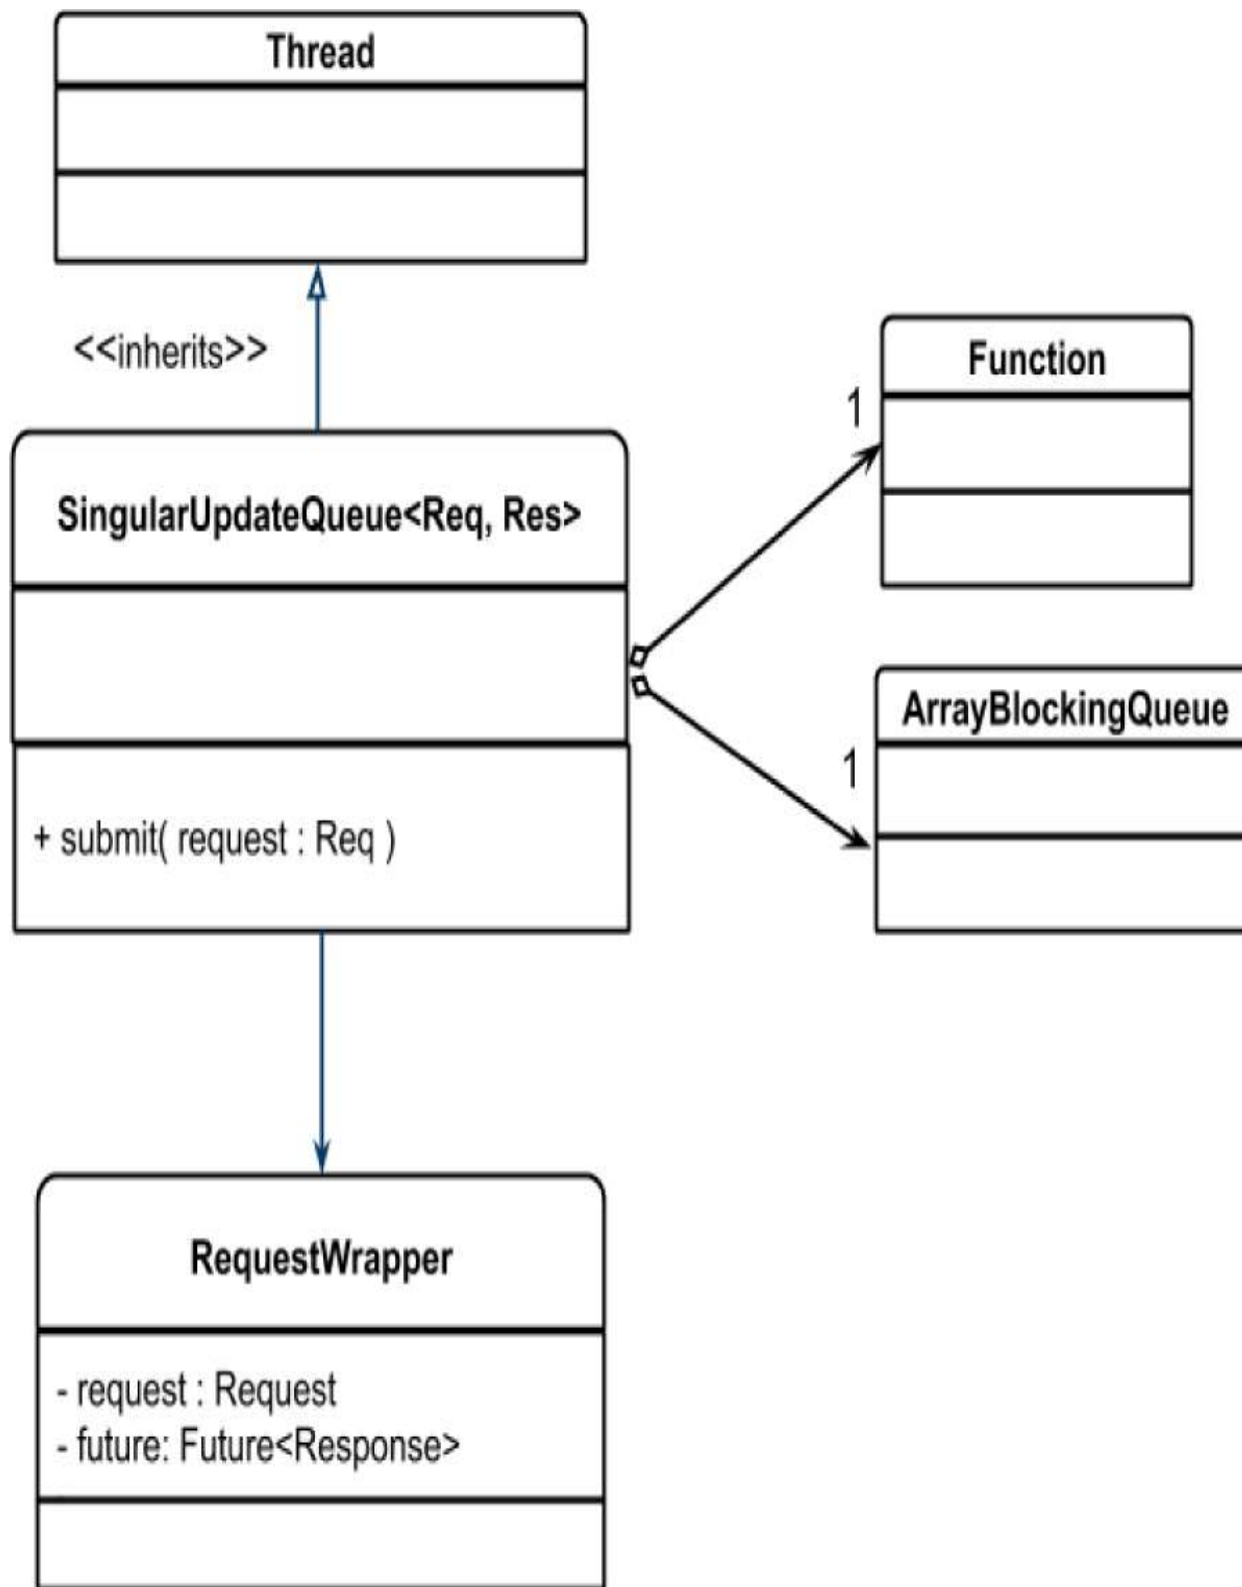 Thread
<<inherits>>
Function
1
SingularUpdateQueue<Req, Res>
ArrayBlockingQueue
1
+ submit( request : Req )
RequestWrapper
- request : Request
- future: Future<Response>